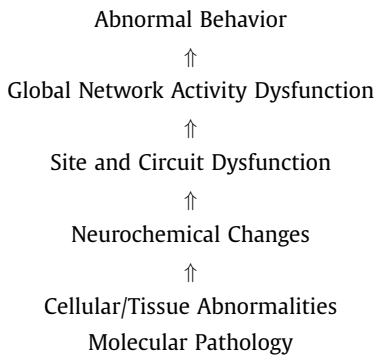 Abnormal Behavior
⇑
Global Network Activity Dysfunction
⇑
Site and Circuit Dysfunction
⇑
Neurochemical Changes
⇑
Cellular/Tissue Abnormalities
Molecular Pathology